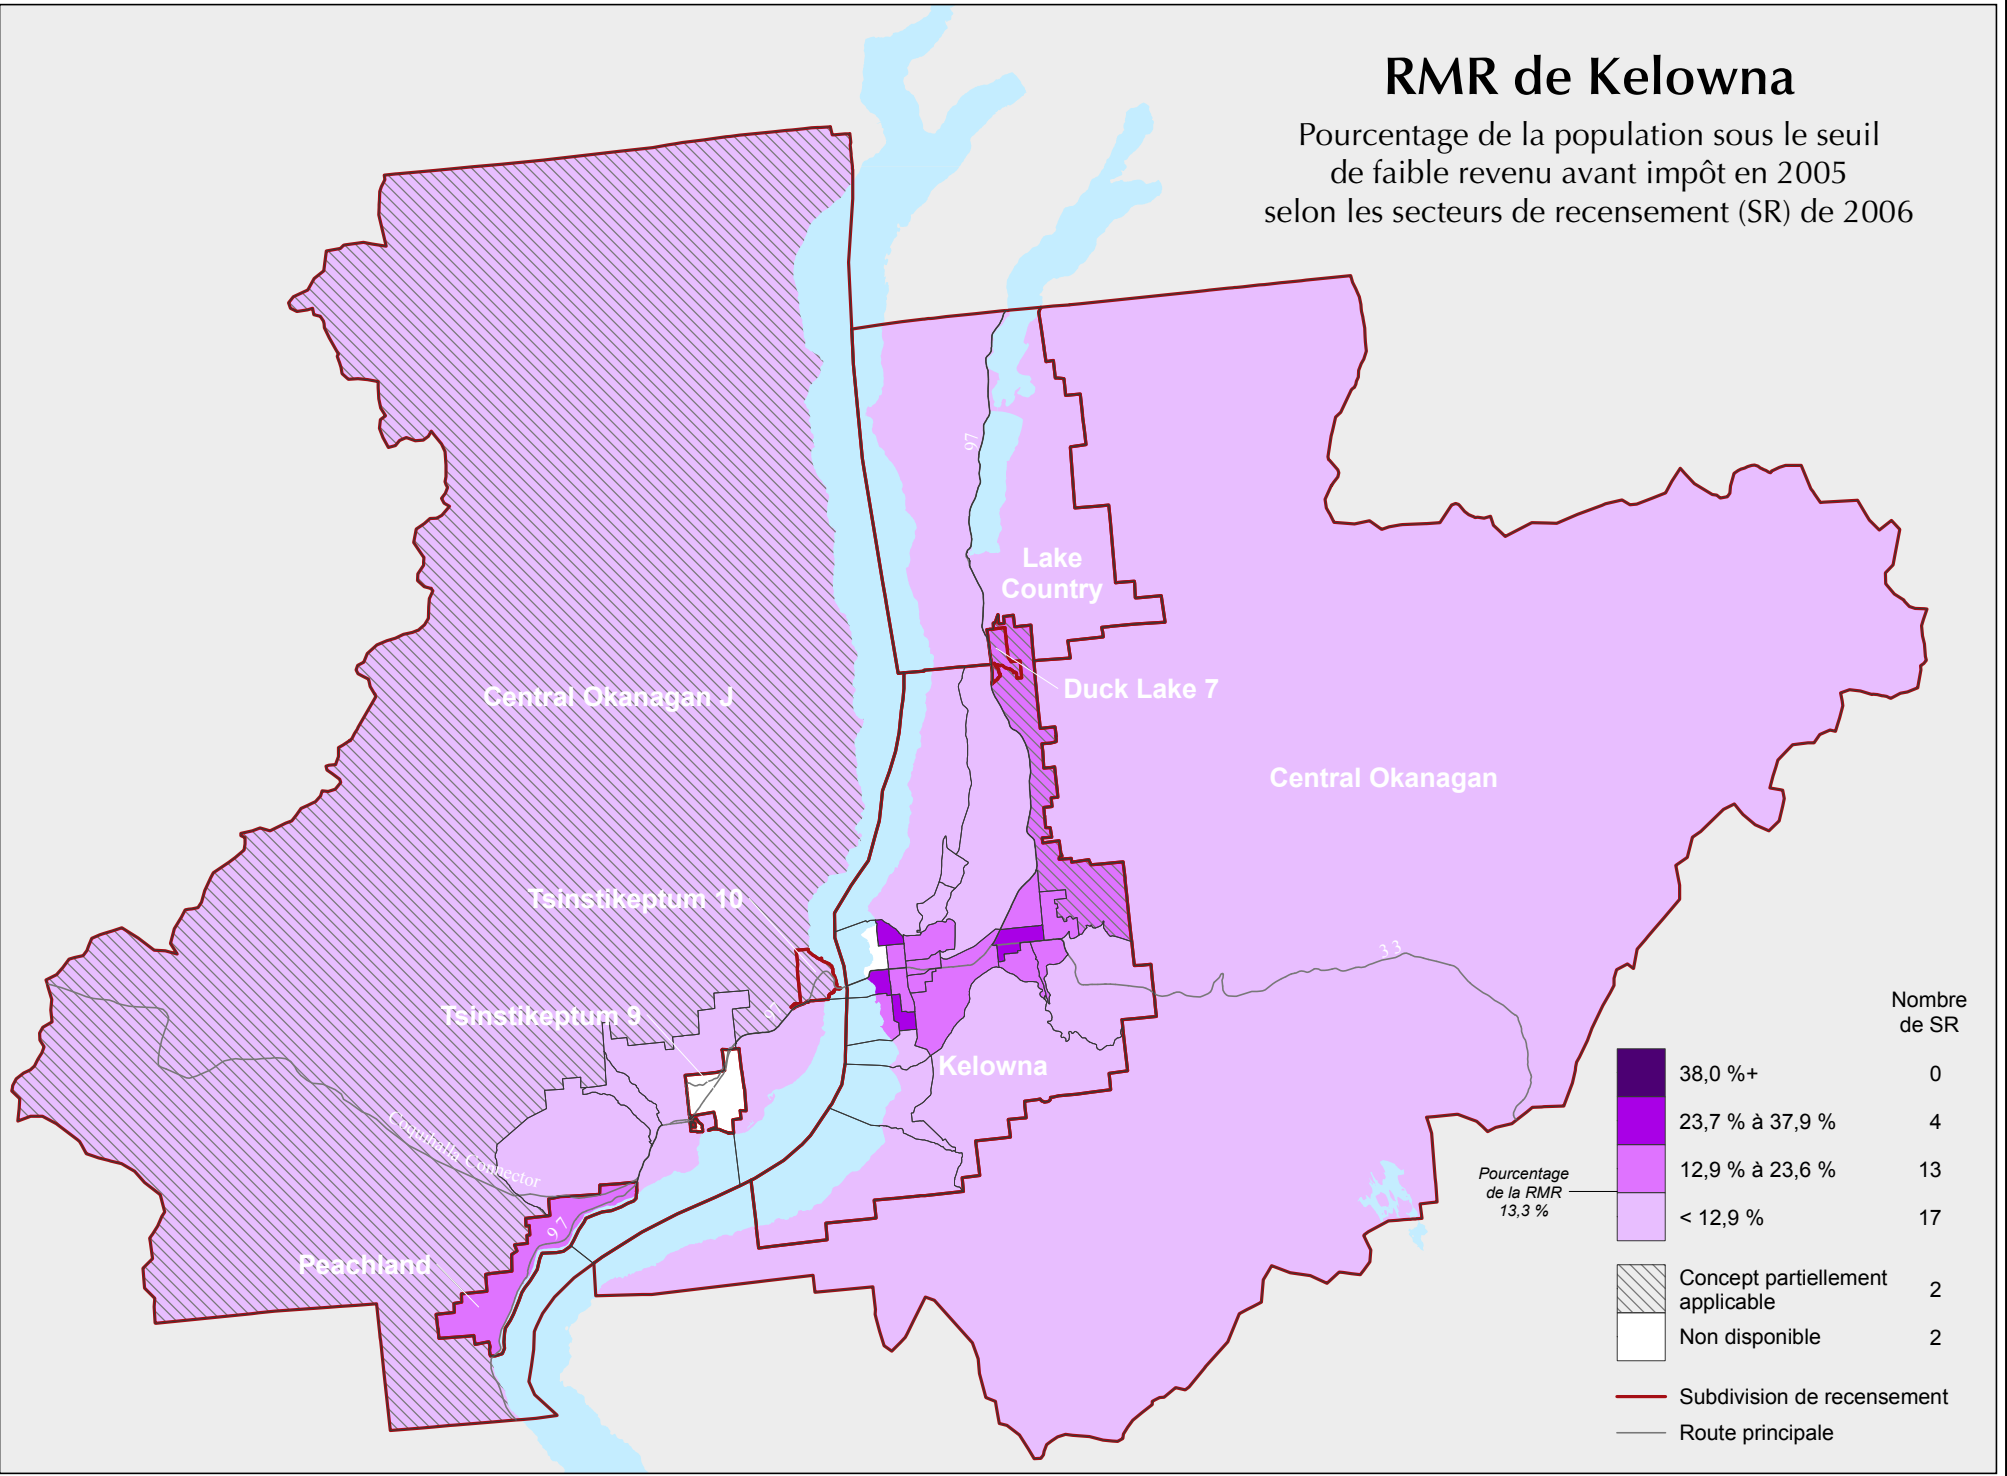 RMR de Kelowna
Pourcentage de la population sous le seuil
de faible revenu avant impôt en 2005
selon les secteurs de recensement (SR) de 2006
97
Lake
Country
Duck Lake 7
Central Okanagan J
Central Okanagan
Tsinstikeptum 10
33
Tsinstikeptum 9
97
Kelowna
Coquihalla Connector
97
Peachland
Nombre
de SR
38,0 %+ 0
23,7 % à 37,9 % 4
12,9 % à 23,6 % 13
Pourcentage
de la RMR
13,3 %
< 12,9 % 17
Concept partiellement
applicable 2
Non disponible 2
Subdivision de recensement
Route principale